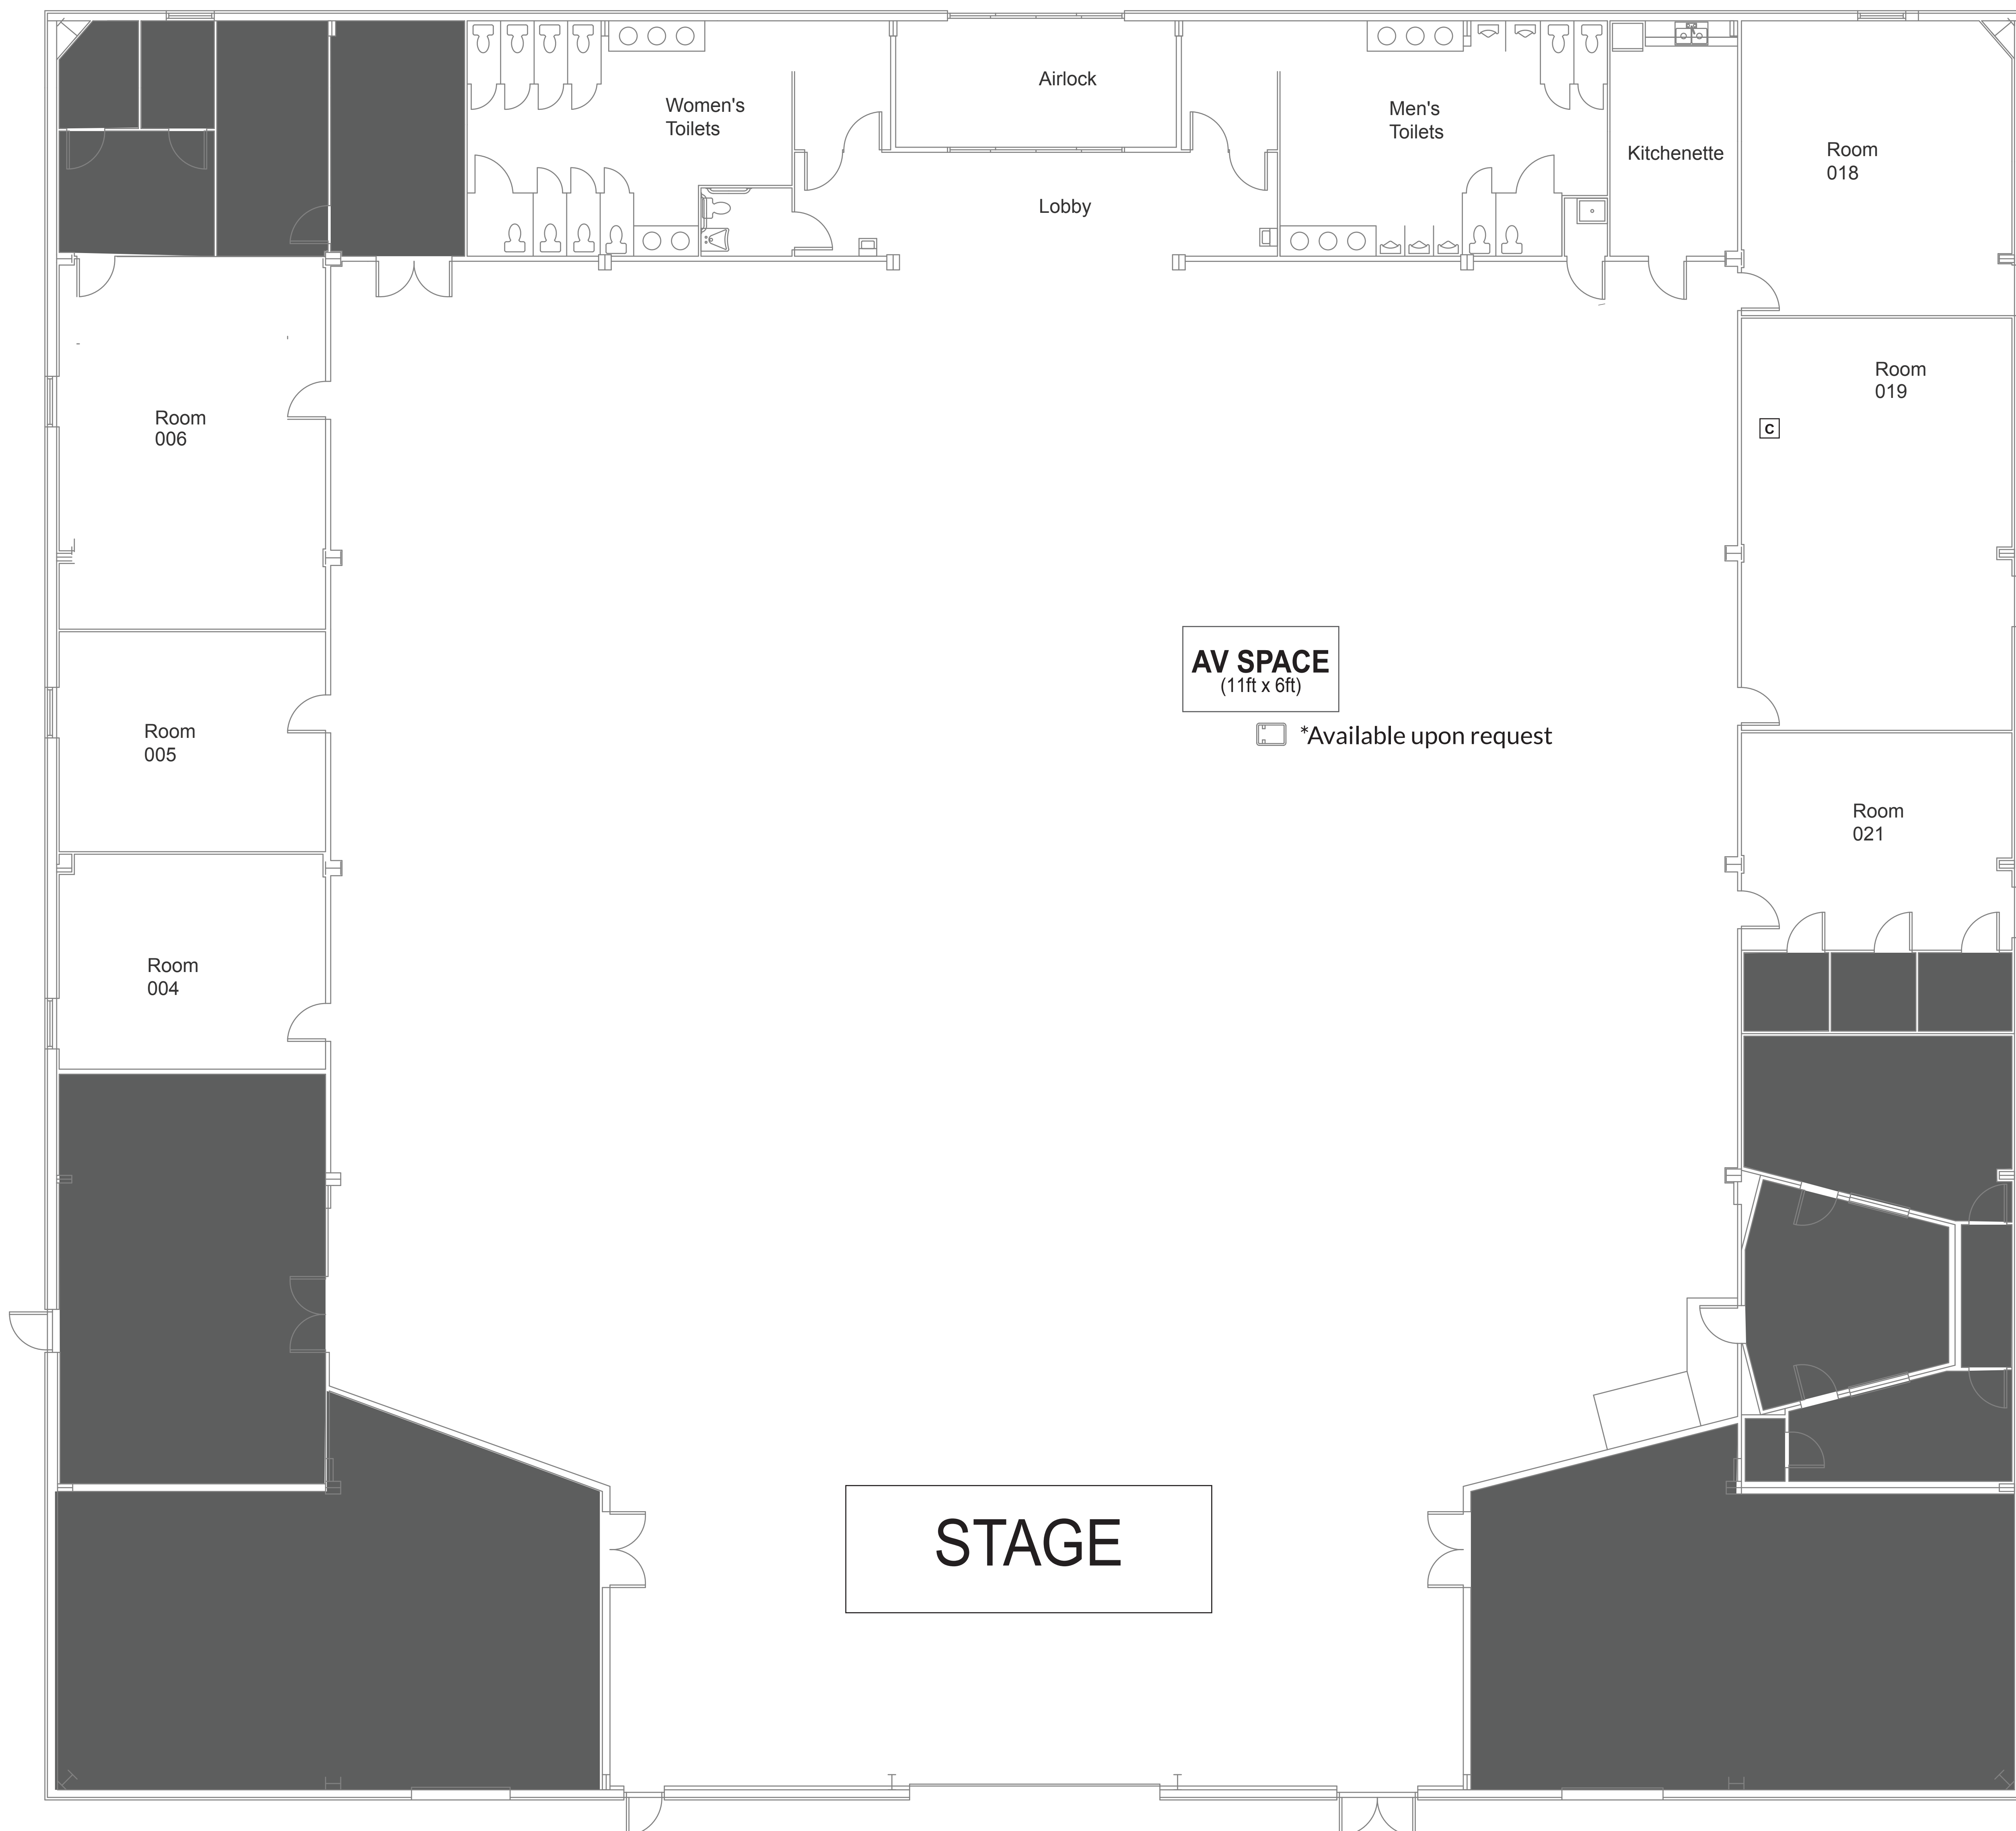 Airlock
Women's
Toilets
Men's
Toilets
Kitchenette
Room
018
Lobby
Room
019
Room
006
C
AV SPACE
(11ft x 6ft)
*Available upon request
Room
005
Room
021
Room
004
STAGE